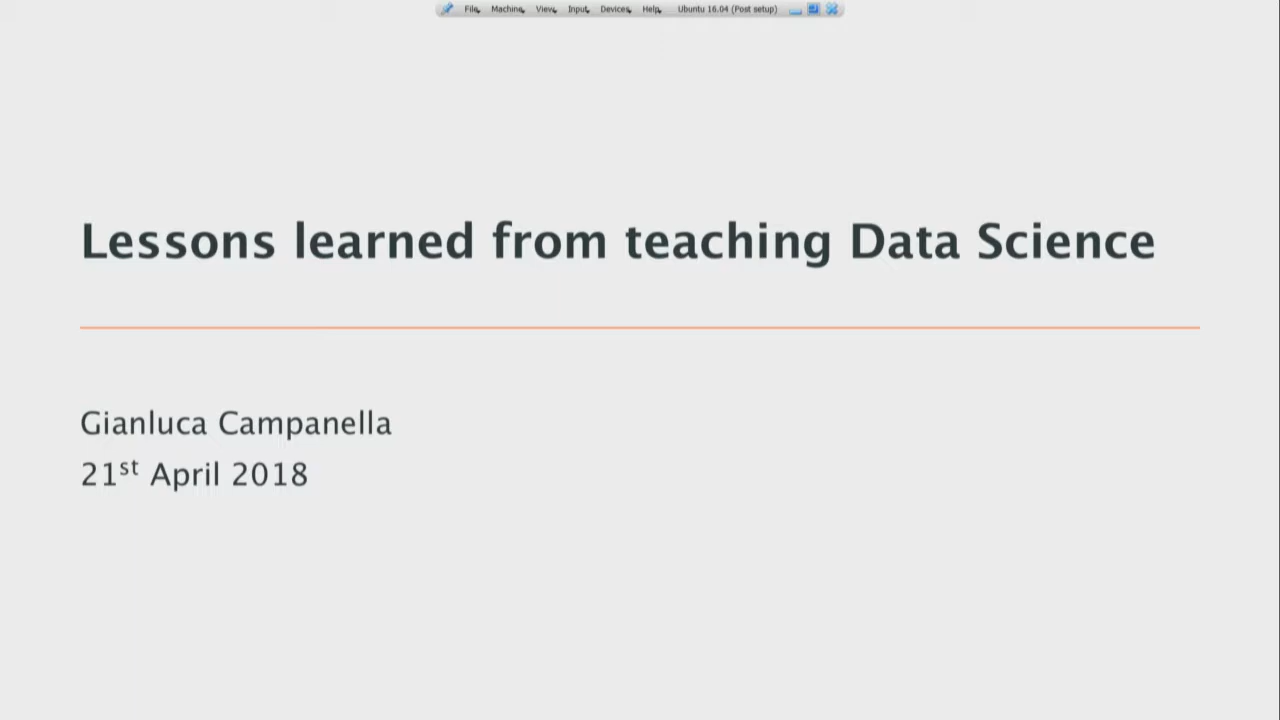 File Machine View Input Devices Help Ubuntu 16.04 (Post setup)
Lessons learned from teaching Data Science
Gianluca Campanella
21st April 2018